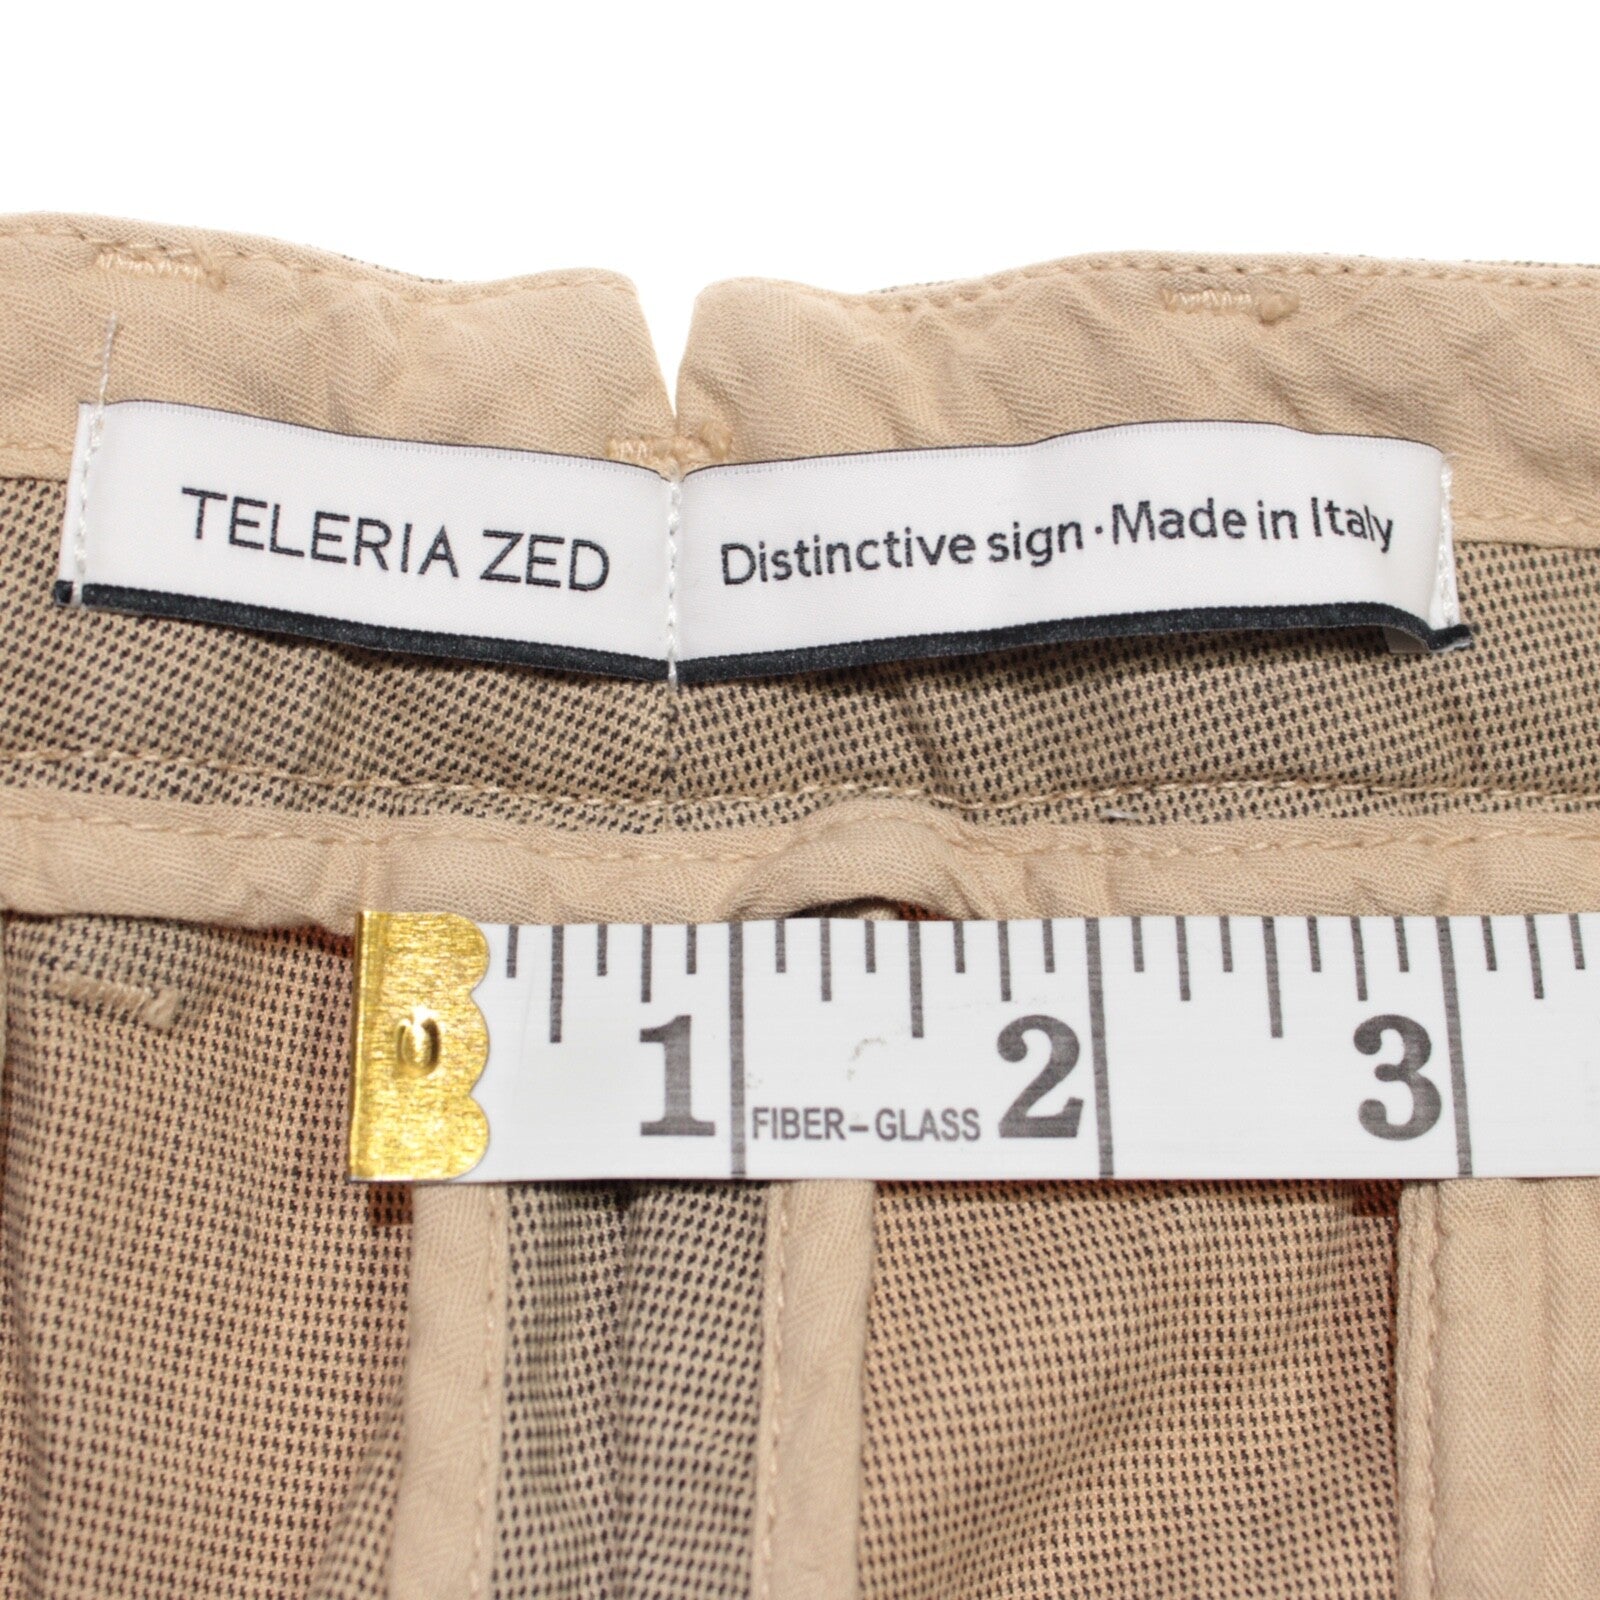 TELERIA ZED
Distinctive sign · Made in Italy
1 2 3
FIBER-GLASS